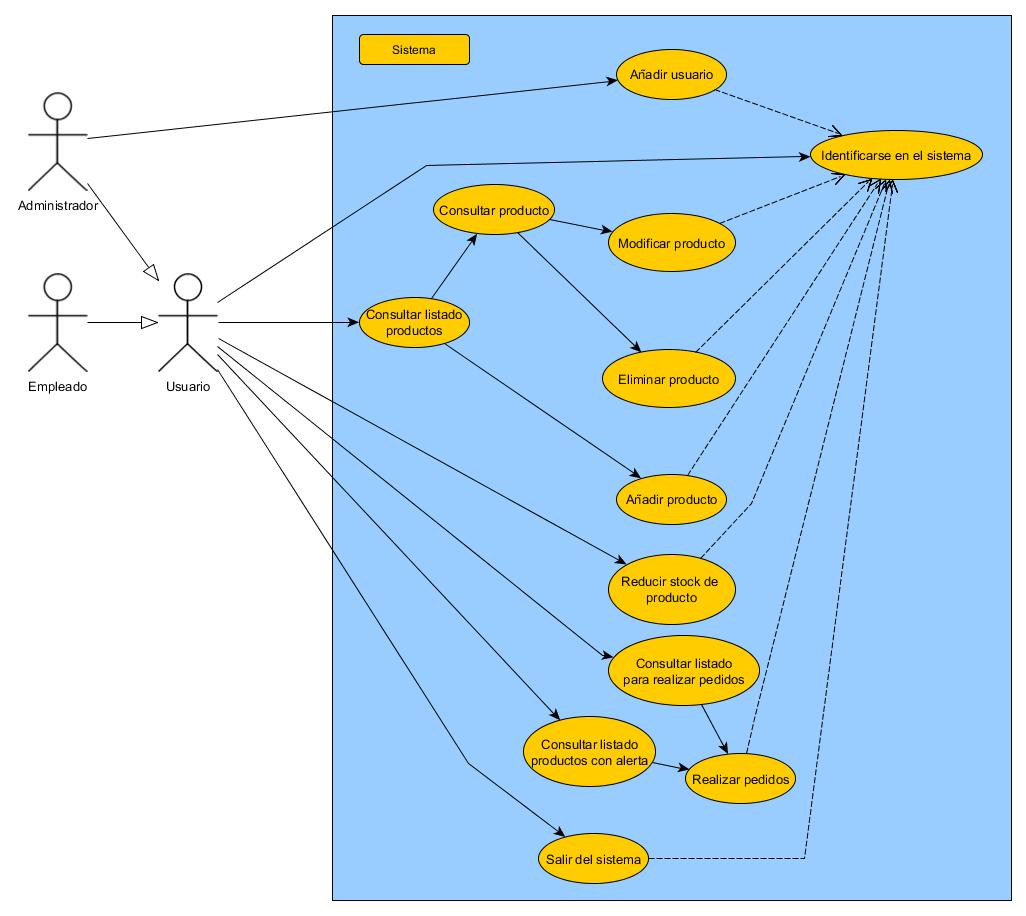 Sistema
Añadir usuario
Identificarse en el sistema
Administrador
Consultar producto
Modificar producto
Consultar listado
productos
Empleado
Usuario
Eliminar producto
Añadir producto
Reducir stock de
producto
Consultar listado
para realizar pedidos
Consultar listado
productos con alerta
Realizar pedidos
Salir del sistema